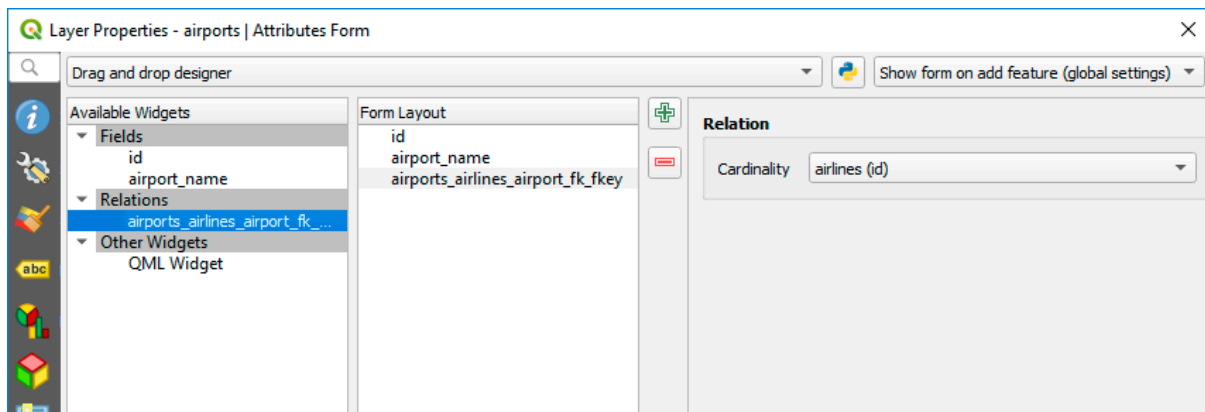 Layer Properties - airports | Attributes Form
Drag and drop designer
Show form on add feature (global settings)
Available Widgets
Fields
id
airport_name
Relations
airports_airlines_airport_fk_...
Other Widgets
QML Widget
Form Layout
id
airport_name
airports_airlines_airport_fk_fkey
Relation
Cardinality airlines (id)
abc